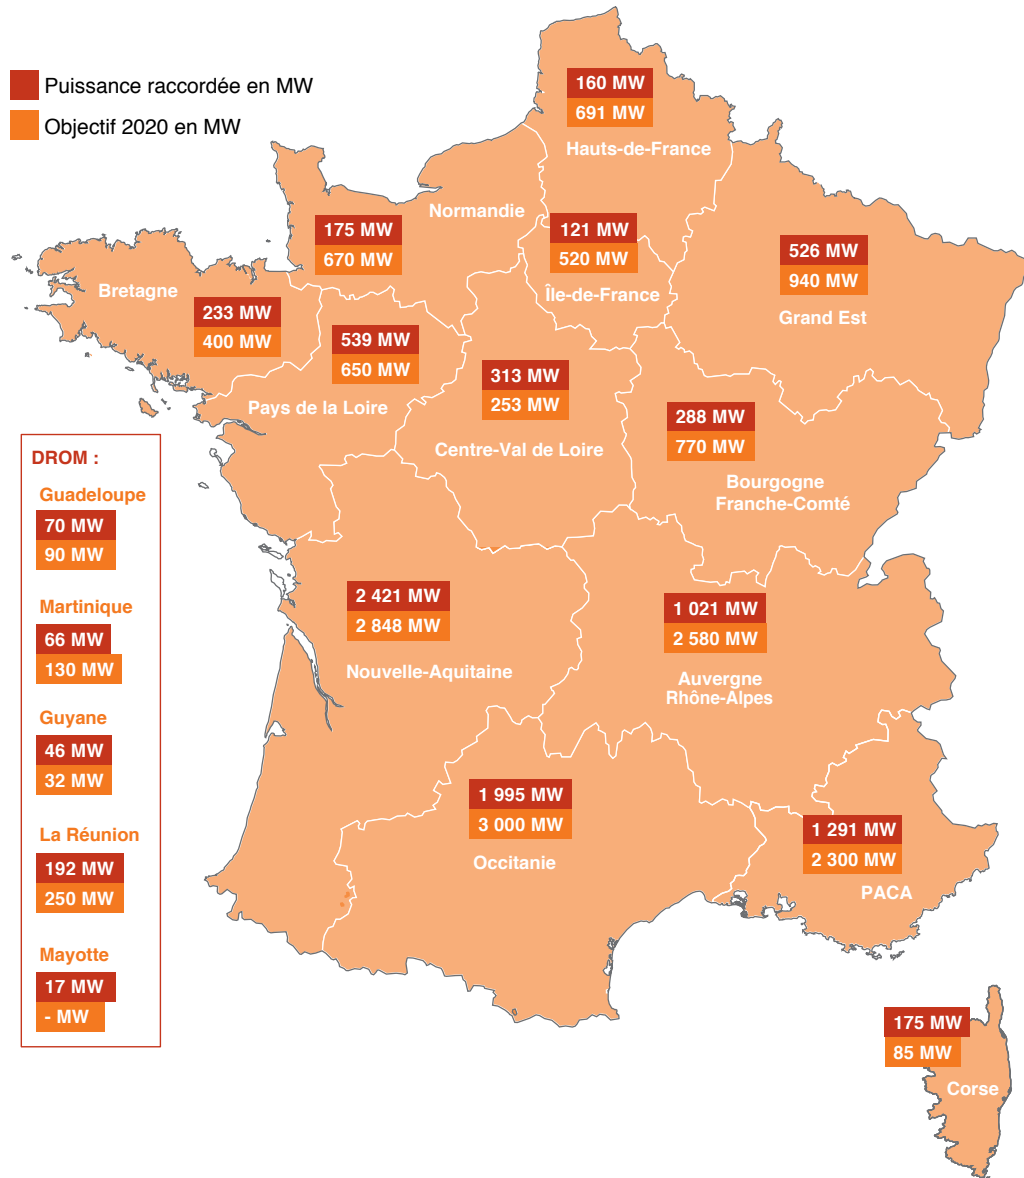 Puissance raccordée en MW
Objectif 2020 en MW
160 MW
691 MW
Hauts-de-France
Normandie
175 MW
670 MW
121 MW
520 MW
Île-de-France
526 MW
940 MW
Grand Est
Bretagne
233 MW
400 MW
539 MW
650 MW
Pays de la Loire
313 MW
253 MW
Centre-Val de Loire
288 MW
770 MW
Bourgogne
Franche-Comté
DROM :
Guadeloupe
70 MW
90 MW
Martinique
66 MW
130 MW
Guyane
46 MW
32 MW
La Réunion
192 MW
250 MW
Mayotte
17 MW
- MW
2 421 MW
2 848 MW
Nouvelle-Aquitaine
1 021 MW
2 580 MW
Auvergne
Rhône-Alpes
1 995 MW
3 000 MW
Occitanie
1 291 MW
2 300 MW
PACA
175 MW
85 MW
Corse